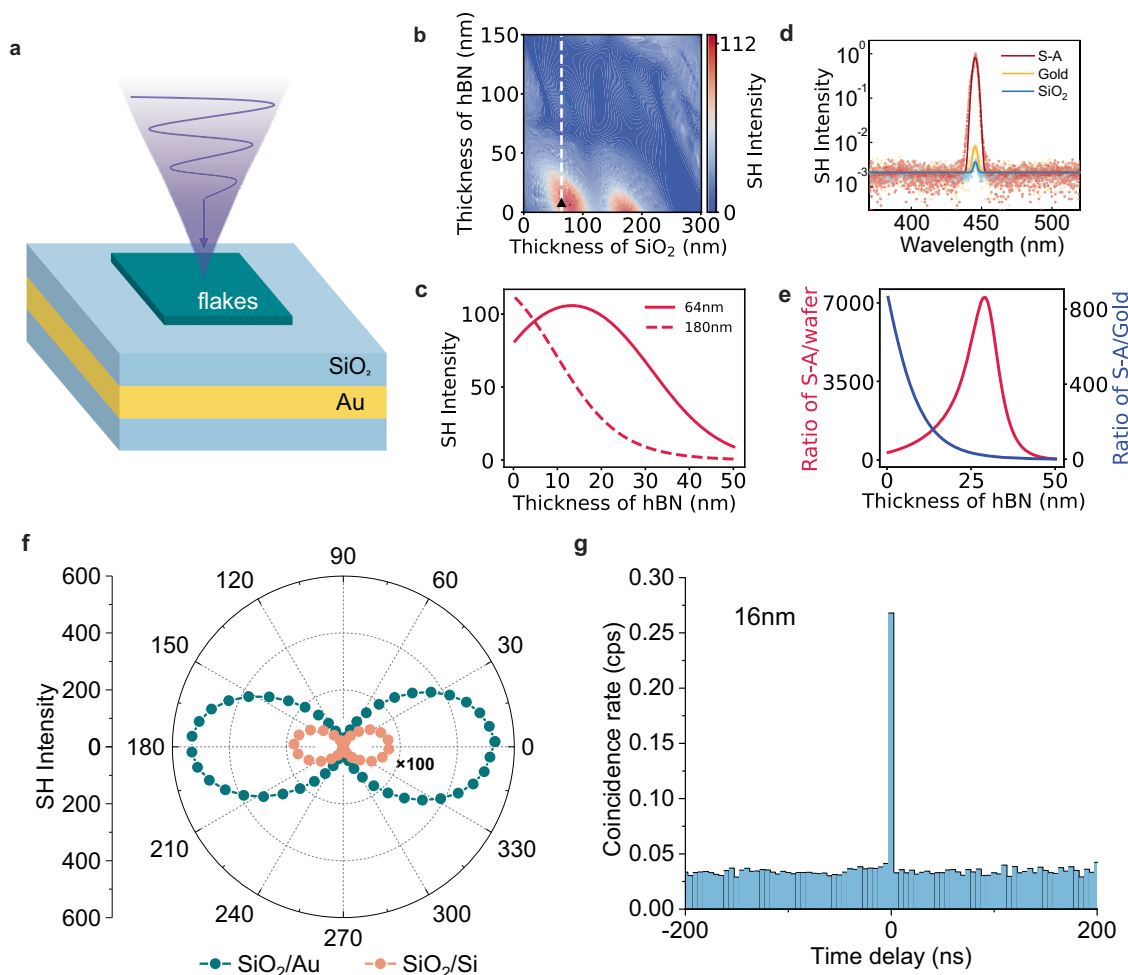 a
flakes
SiO₂
Au
b
Thickness of hBN (nm)
150
100
50
0
0 100 200 300
Thickness of SiO₂ (nm)
112
0
SH Intensity
c
SH Intensity
100
50
0
64nm
180nm
0 10 20 30 40 50
Thickness of hBN (nm)
d
SH Intensity
10⁰
10⁻¹
10⁻²
10⁻³
S-A
Gold
SiO₂
400 450 500
Wavelength (nm)
e
Ratio of S-A/wafer
7000
3500
0
800
400
0
Ratio of S-A/Gold
0 25 50
Thickness of hBN (nm)
f
SH Intensity
600
400
200
0
200
400
600
90
60
30
0
330
300
270
240
210
180
150
120
×100
SiO₂/Au
SiO₂/Si
g
Coincidence rate (cps)
0.30
0.25
0.20
0.15
0.10
0.05
0.00
16nm
-200 0 200
Time delay (ns)